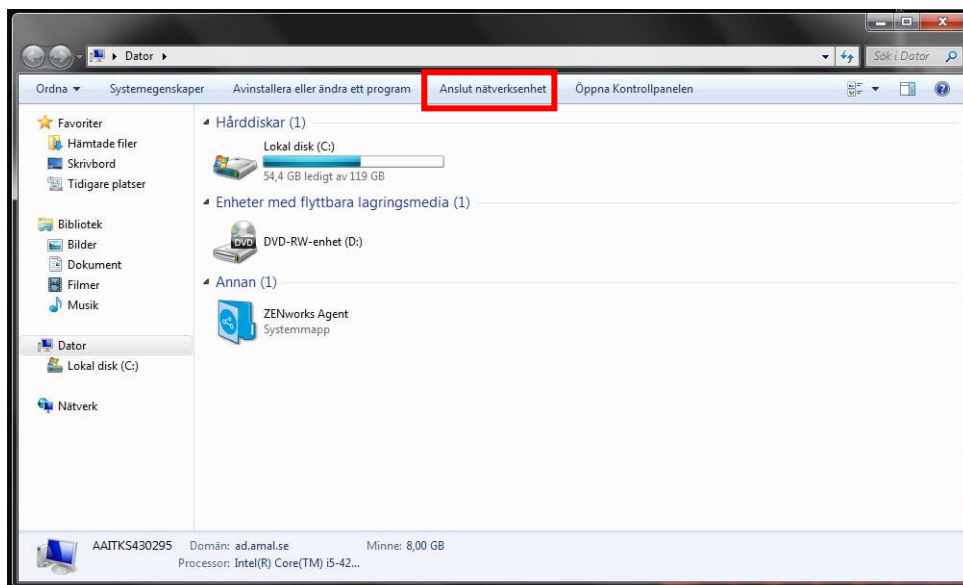 Dator
Sök i Dator
Ordna Systemegenskaper Avinstallera eller ändra ett program Anslut nätverksenhet Öppna Kontrollpanelen
Favoriter
Hämtade filer
Skrivbord
Tidigare platser
Bibliotek
Bilder
Dokument
Filmer
Musik
Dator
Lokal disk (C:)
Nätverk
Hårddiskar (1)
Lokal disk (C:)
54,4 GB ledigt av 119 GB
Enheter med flyttbara lagringsmedia (1)
DVD
DVD-RW-enhet (D:)
Annan (1)
ZENworks Agent
Systemmapp
AAITKS430295 Domän: ad.amal.se Minne: 8,00 GB
Processor: Intel(R) Core(TM) i5-42...